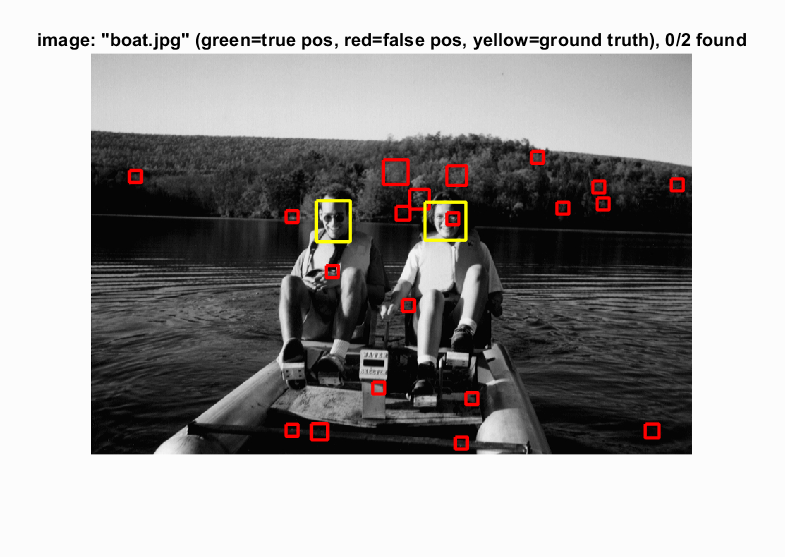 image: "boat.jpg" (green=true pos, red=false pos, yellow=ground truth), 0/2 found